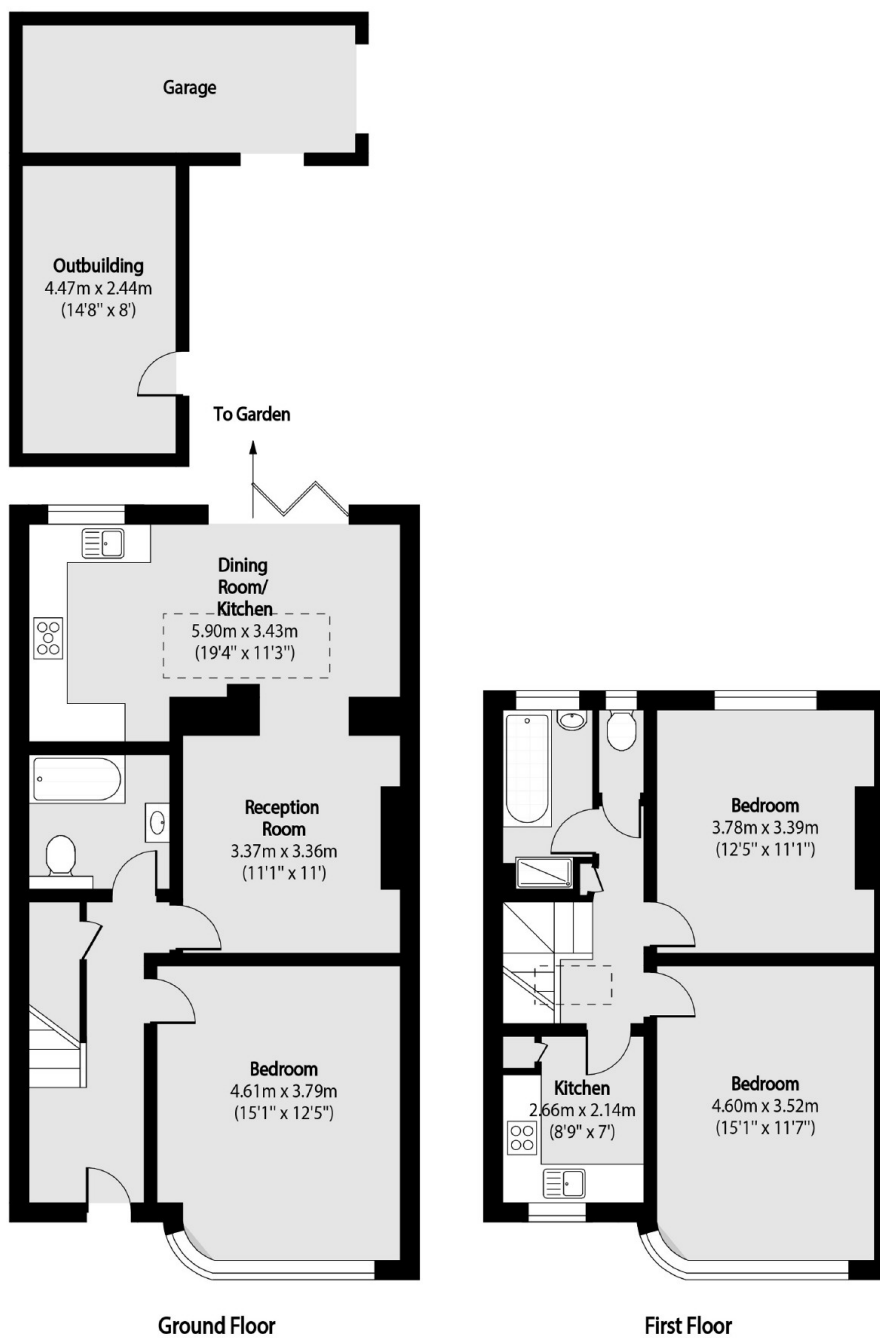 Garage
Outbuilding
4.47m x 2.44m
(14'8" x 8')
To Garden
Dining
Room/
Kitchen
5.90m x 3.43m
(19'4" x 11'3")
Reception
Room
3.37m x 3.36m
(11'1" x 11')
Bedroom
4.61m x 3.79m
(15'1" x 12'5")
Ground Floor
Bedroom
3.78m x 3.39m
(12'5" x 11'1")
Kitchen
2.66m x 2.14m
(8'9" x 7')
Bedroom
4.60m x 3.52m
(15'1" x 11'7")
First Floor